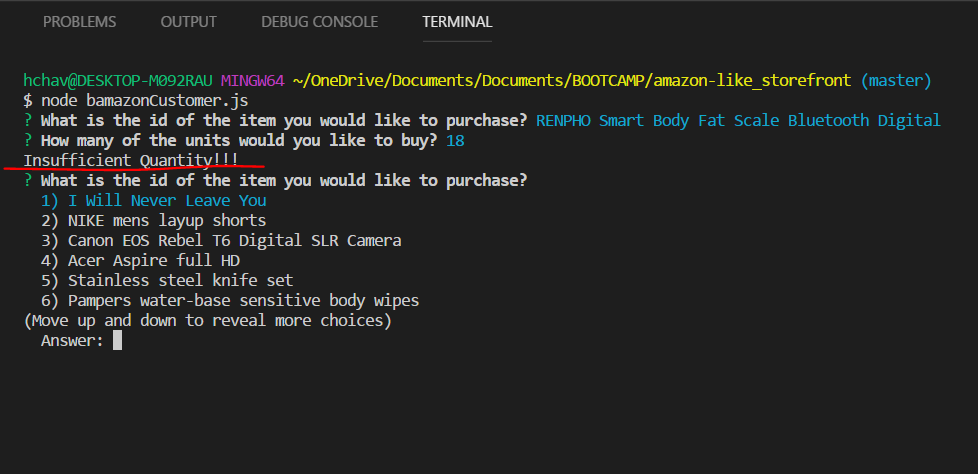 PROBLEMS OUTPUT DEBUG CONSOLE TERMINAL
hchav@DESKTOP-M092RAU MINGW64 ~/OneDrive/Documents/Documents/BOOTCAMP/amazon-like_storefront (master)
$ node bamazonCustomer.js
? What is the id of the item you would like to purchase? RENPHO Smart Body Fat Scale Bluetooth Digital
? How many of the units would you like to buy? 18
Insufficient Quantity!!!
? What is the id of the item you would like to purchase?
1) I Will Never Leave You
2) NIKE mens layup shorts
3) Canon EOS Rebel T6 Digital SLR Camera
4) Acer Aspire full HD
5) Stainless steel knife set
6) Pampers water-base sensitive body wipes
(Move up and down to reveal more choices)
Answer: